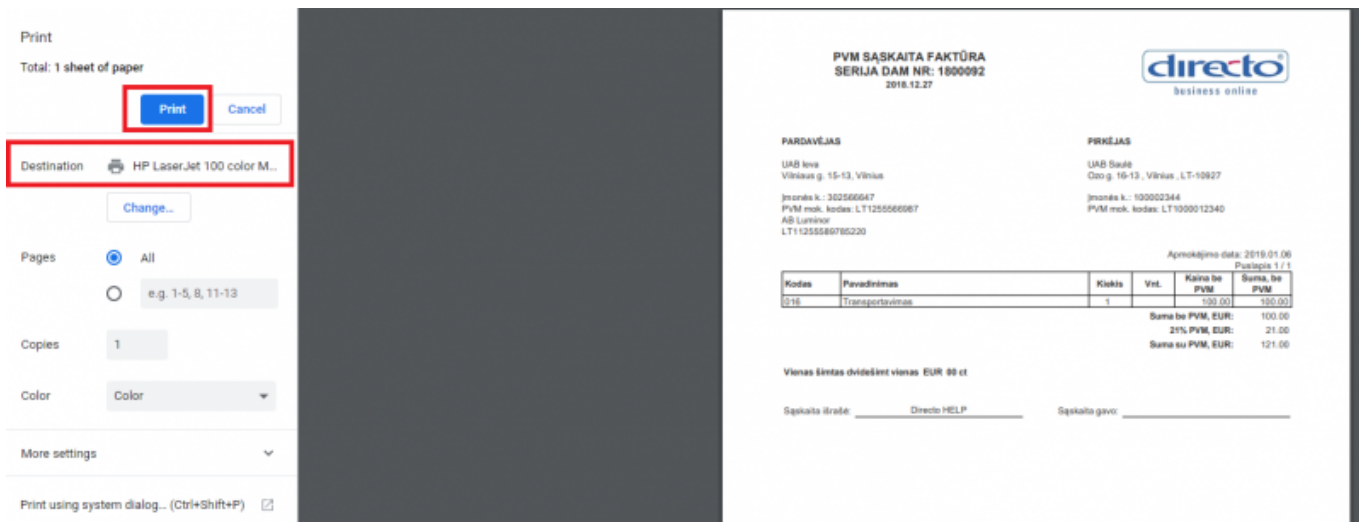 Print
Total: 1 sheet of paper
Print Cancel
Destination HP LaserJet 100 color M...
Change...
Pages All
e.g. 1-5, 8, 11-13
Copies 1
Color Color
More settings
Print using system dialog... (Ctrl+Shift+P)
PVM SĄSKAITA FAKTŪRA
SERIJA DAM NR: 1800092
2018.12.27
directo
business online
PARDAVĖJAS
UAB Ieva
Vilniaus g. 15-13, Vilnius
Įmonės k.: 302566647
PVM mok. kodas: LT1255566987
AB Luminor
LT11255589785220
PIRKĖJAS
UAB Saulė
Ozo g. 16-13 , Vilnius , LT-10927
Įmonės k.: 100002344
PVM mok. kodas: LT1000012340
Apmokėjimo data: 2019.01.06
Puslapis 1 / 1
Kodas Pavadinimas Kiekis Vnt. Kaina be PVM Suma, be PVM
016 Transportavimas 1 100.00 100.00
Suma be PVM, EUR: 100.00
21% PVM, EUR: 21.00
Suma su PVM, EUR: 121.00
Vienas šimtas dvidešimt vienas EUR 00 ct
Sąskaita išrašė: Directo HELP Sąskaita gavo: